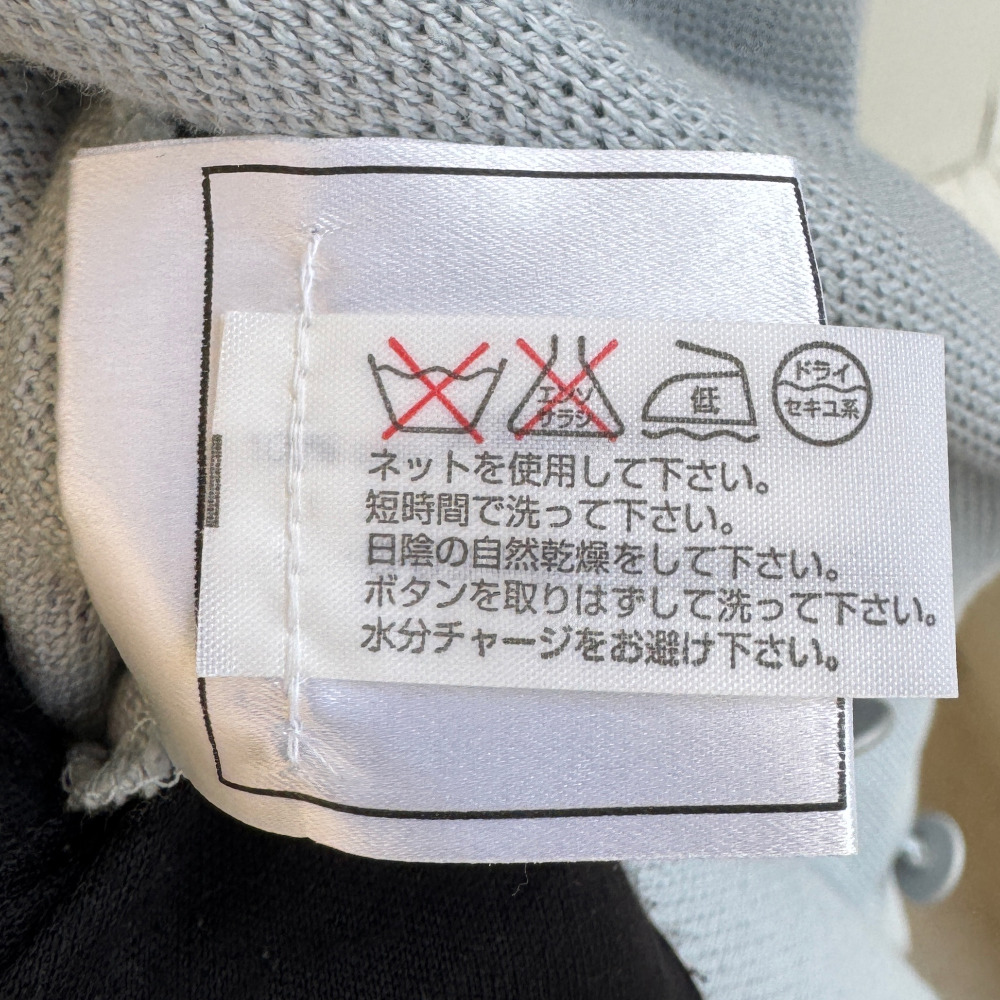 エンソ
サラシ
低
ドライ
セキユ系
ネットを使用して下さい。
短時間で洗って下さい。
日陰の自然乾燥をして下さい。
ボタンを取りはずして洗って下さい。
水分チャージをお避け下さい。